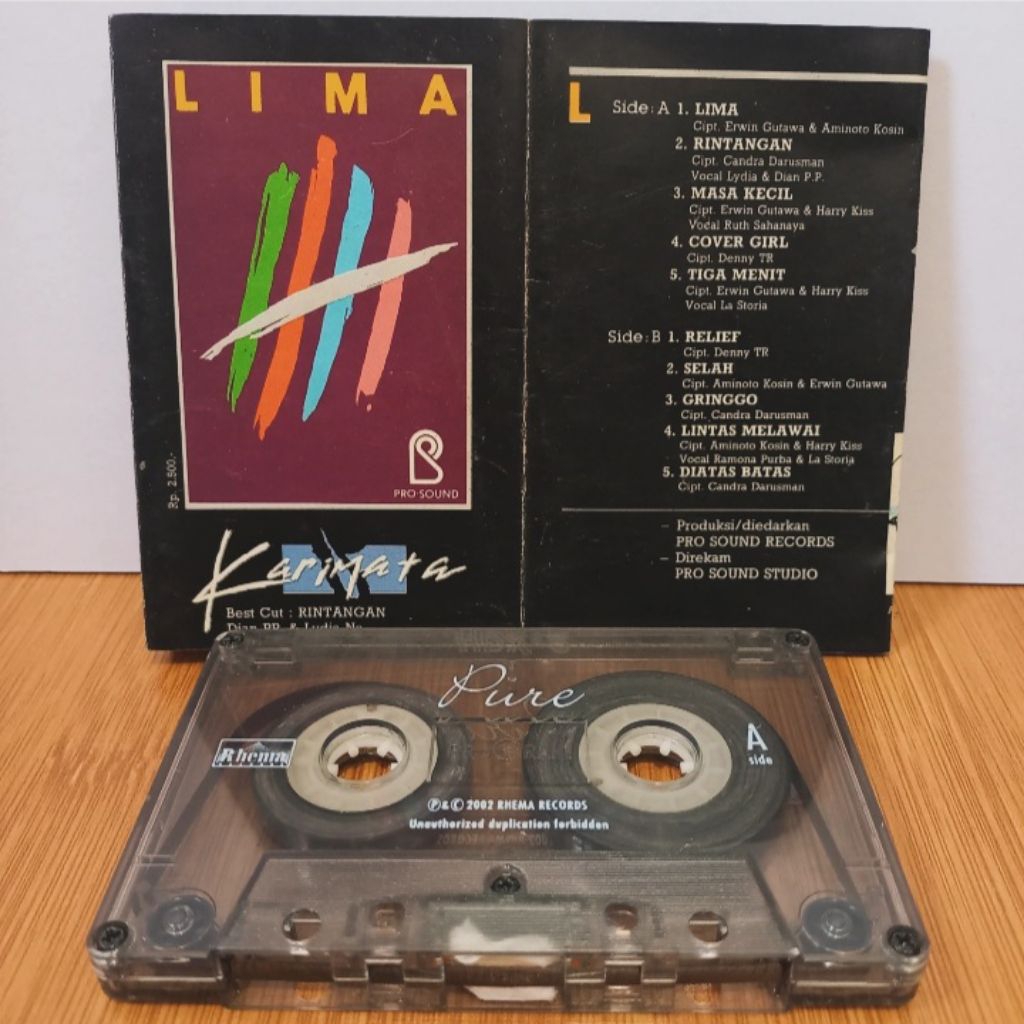 LIMA
PRO·SOUND
Rp. 2.500,-
Karimata
Best Cut : RINTANGAN
Dian PP. & Lydia
L
Side: A 1. LIMA
Cipt. Erwin Gutawa & Aminoto Kosin
2. RINTANGAN
Cipt. Candra Darusman
Vocal Lydia & Dian P.P.
3. MASA KECIL
Cipt. Erwin Gutawa & Harry Kiss
Vocal Ruth Sahanaya
4. COVER GIRL
Cipt. Denny TR
5. TIGA MENIT
Cipt. Erwin Gutawa & Harry Kiss
Vocal La Storia
Side: B 1. RELIEF
Cipt. Denny TR
2. SELAH
Cipt. Aminoto Kosin & Erwin Gutawa
3. GRINGGO
Cipt. Candra Darusman
4. LINTAS MELAWAI
Cipt. Aminoto Kosin & Harry Kiss
Vocal Ramona Purba & La Storia
5. DIATAS BATAS
Cipt. Candra Darusman
– Produksi/diedarkan
PRO SOUND RECORDS
– Direkam
PRO SOUND STUDIO
Pure
Rhema
A
side
℗&© 2002 RHEMA RECORDS
Unauthorized duplication forbidden